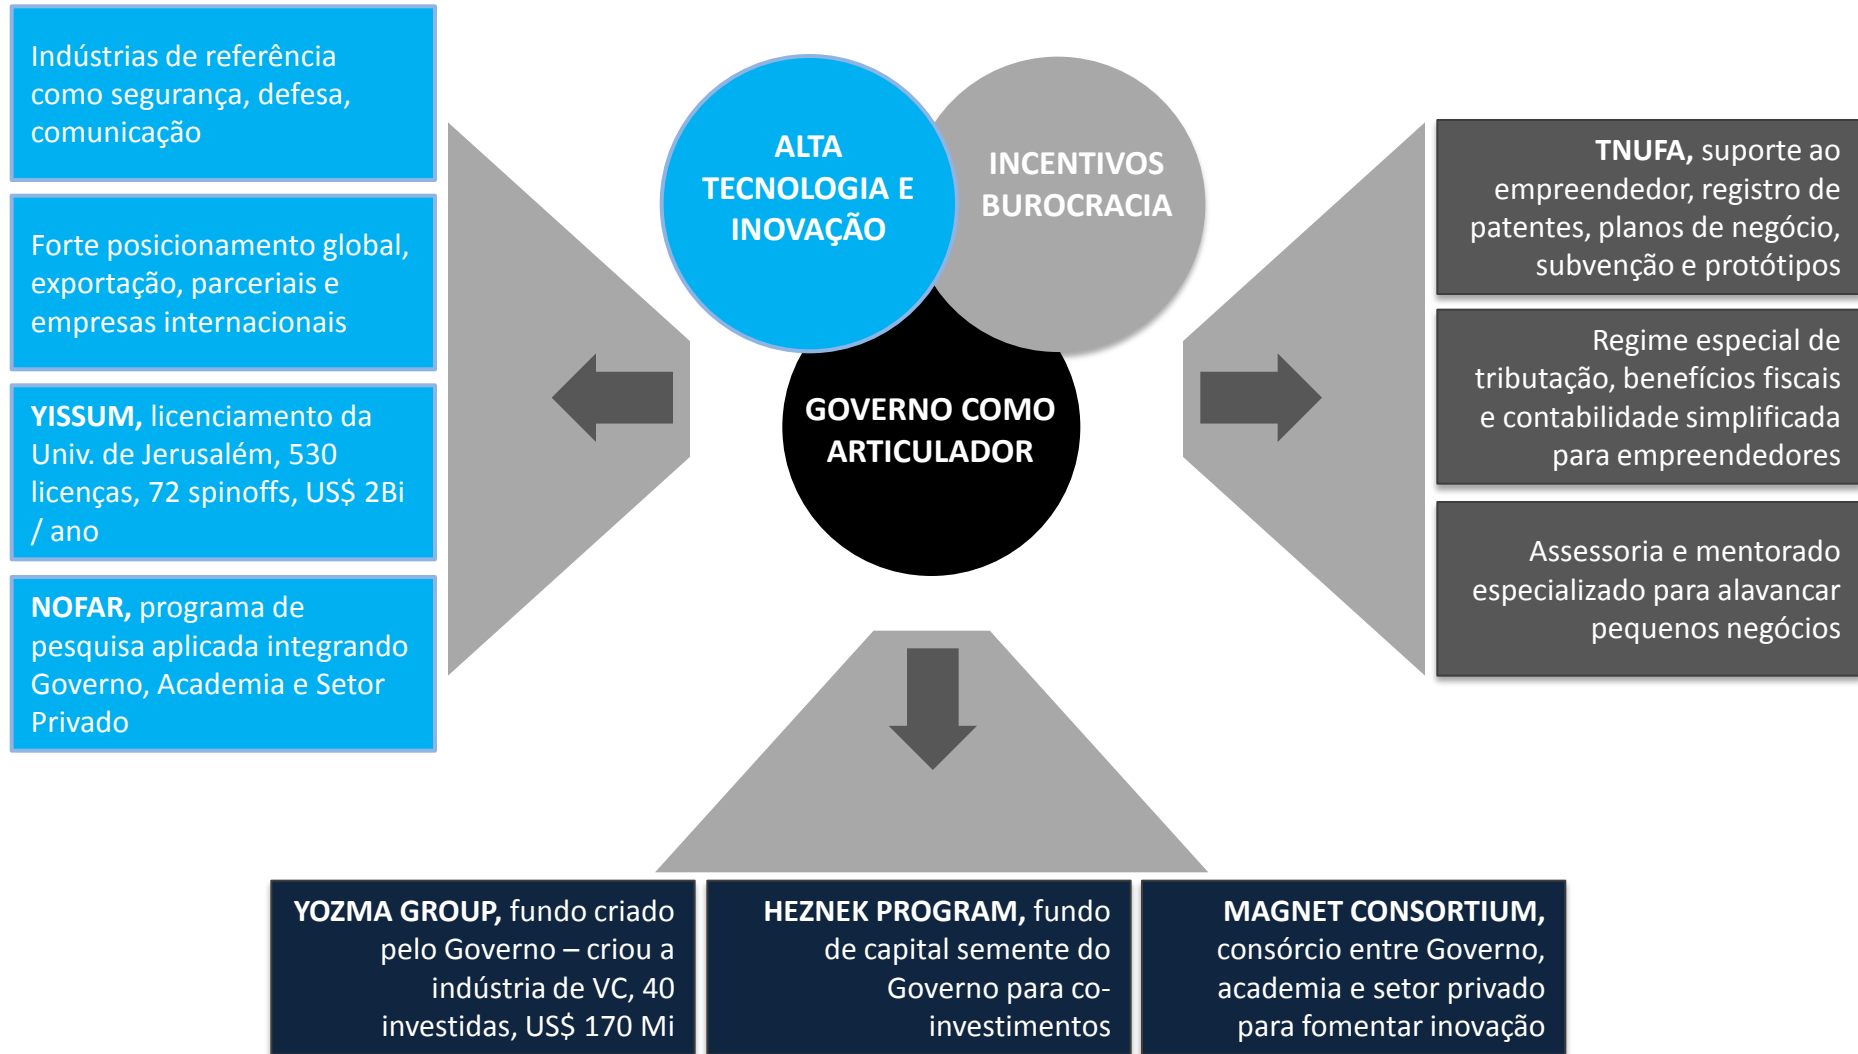 Indústrias de referência
como segurança, defesa,
comunicação
Forte posicionamento global,
exportação, parceriais e
empresas internacionais
YISSUM, licenciamento da
Univ. de Jerusalém, 530
licenças, 72 spinoffs, US$ 2Bi
/ ano
NOFAR, programa de
pesquisa aplicada integrando
Governo, Academia e Setor
Privado
ALTA
TECNOLOGIA E
INOVAÇÃO
INCENTIVOS
BUROCRACIA
GOVERNO COMO
ARTICULADOR
TNUFA, suporte ao
empreendedor, registro de
patentes, planos de negócio,
subvenção e protótipos
Regime especial de
tributação, benefícios fiscais
e contabilidade simplificada
para empreendedores
Assessoria e mentorado
especializado para alavancar
pequenos negócios
YOZMA GROUP, fundo criado
pelo Governo – criou a
indústria de VC, 40
investidas, US$ 170 Mi
HEZNEK PROGRAM, fundo
de capital semente do
Governo para co-
investimentos
MAGNET CONSORTIUM,
consórcio entre Governo,
academia e setor privado
para fomentar inovação